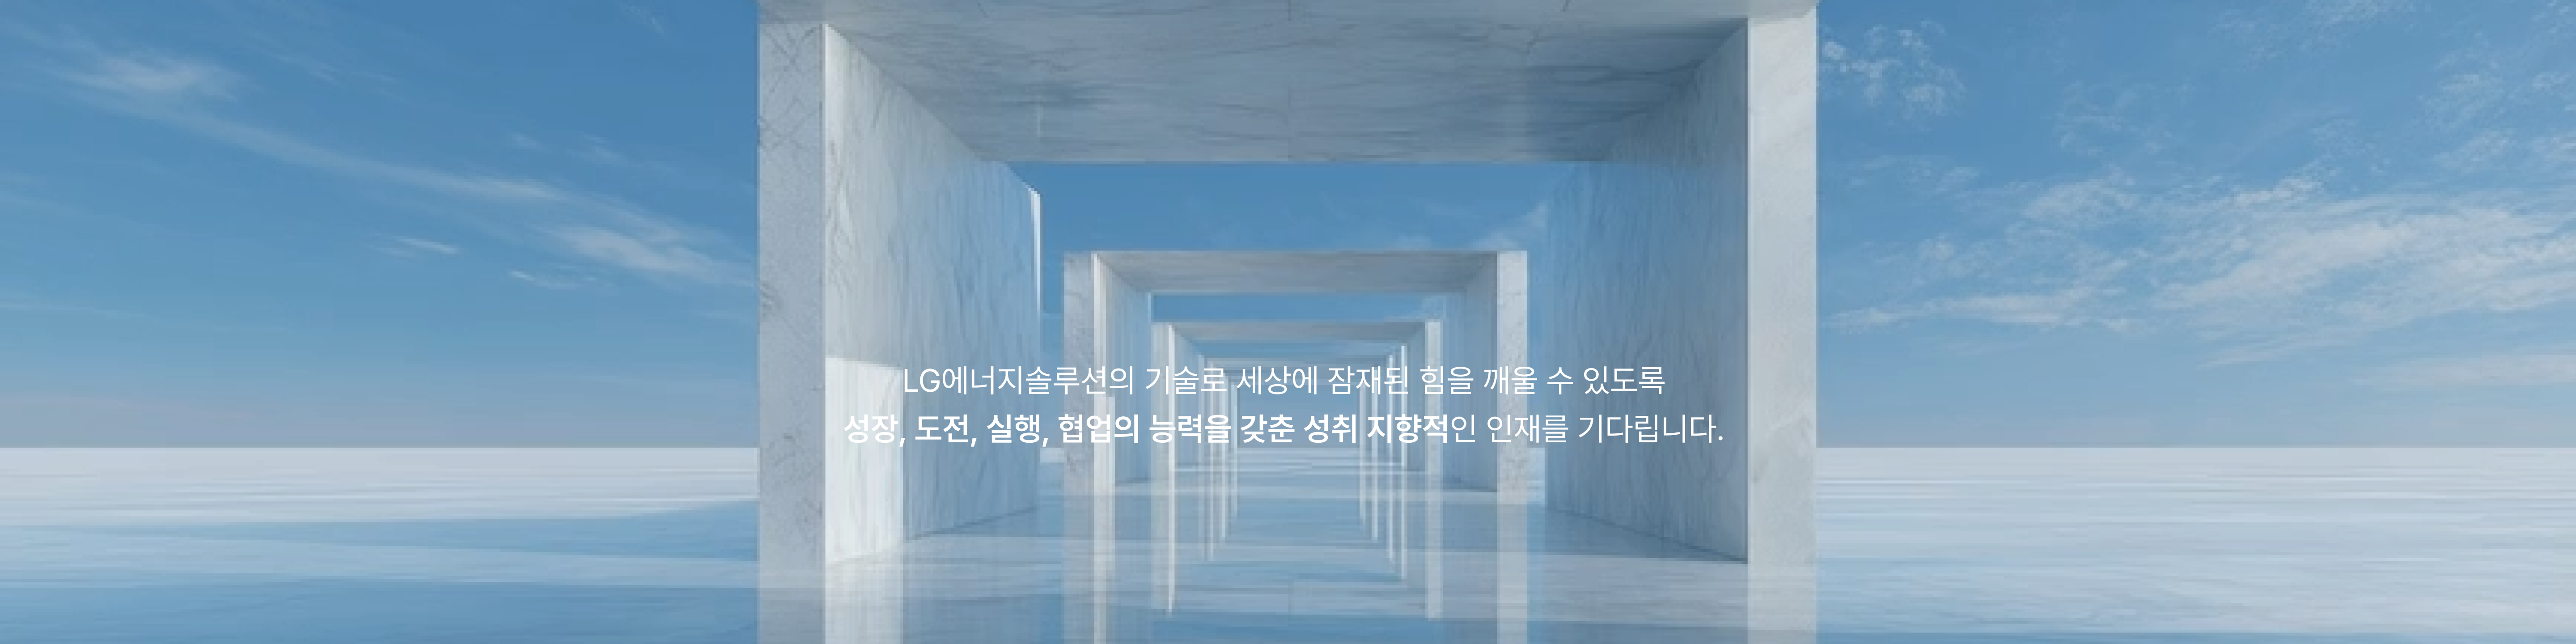 LG에너지솔루션의 기술로 세상에 잠재된 힘을 깨울 수 있도록
성장, 도전, 실행, 협업의 능력을 갖춘 성취 지향적인 인재를 기다립니다.